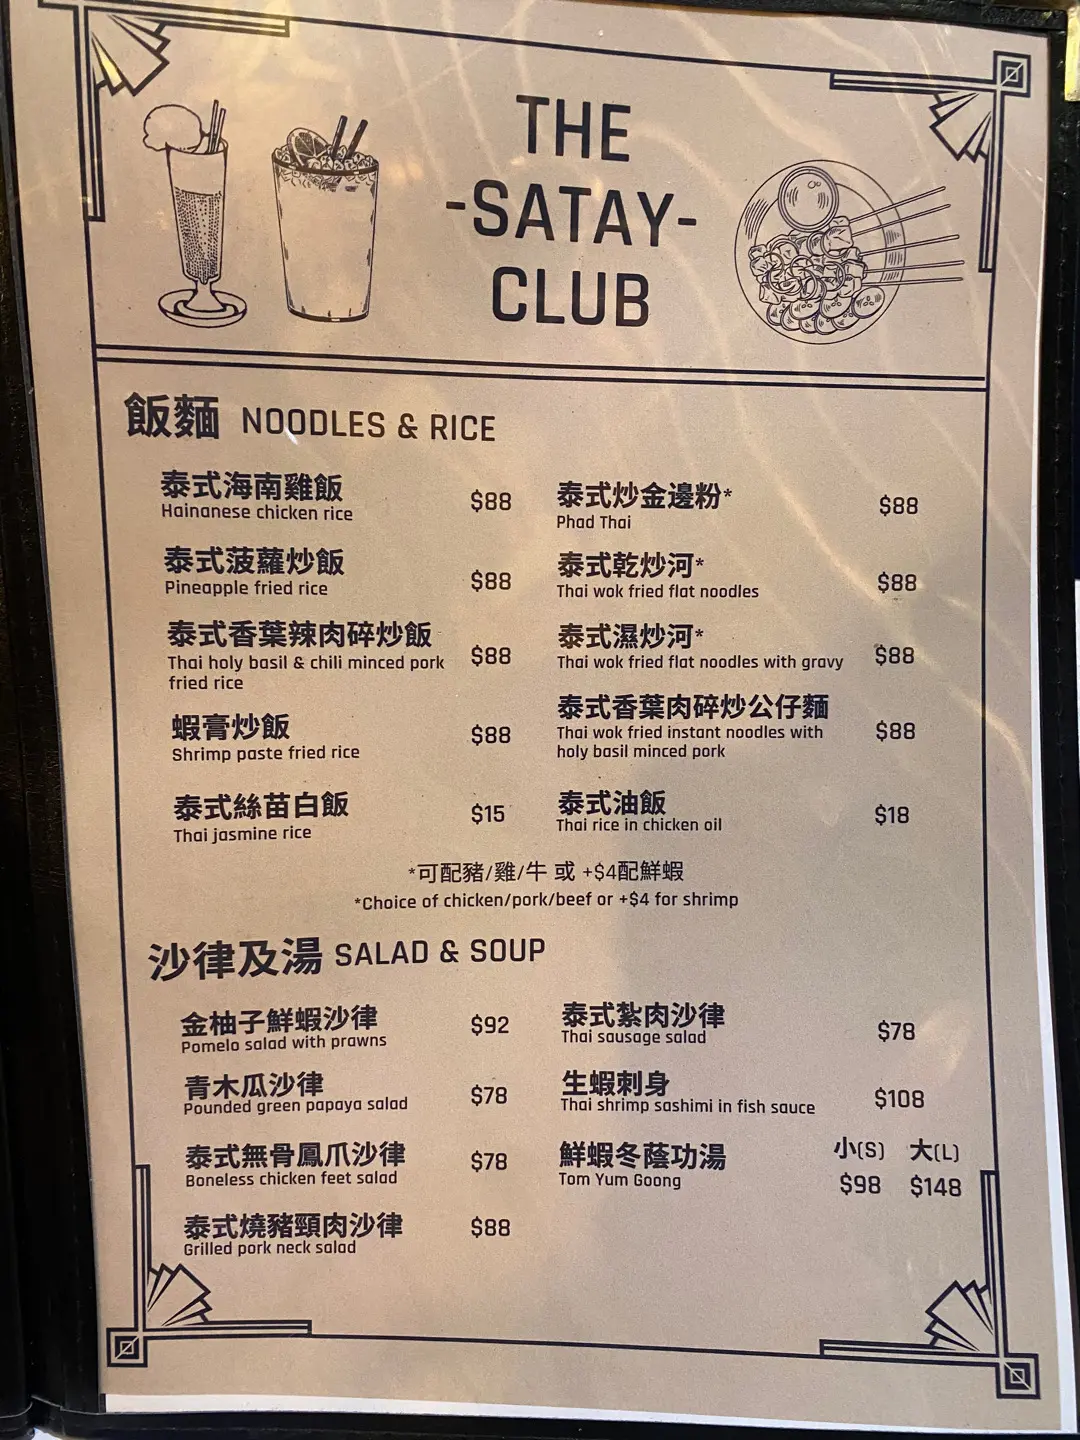 THE
-SATAY-
CLUB
飯麵 NOODLES & RICE
泰式海南雞飯
Hainanese chicken rice
$88
泰式菠蘿炒飯
Pineapple fried rice
$88
泰式香葉辣肉碎炒飯
Thai holy basil & chili minced pork
fried rice
$88
蝦膏炒飯
Shrimp paste fried rice
$88
泰式絲苗白飯
Thai jasmine rice
$15
泰式炒金邊粉*
Phad Thai
$88
泰式乾炒河*
Thai wok fried flat noodles
$88
泰式濕炒河*
Thai wok fried flat noodles with gravy
$88
泰式香葉肉碎炒公仔麵
Thai wok fried instant noodles with
holy basil minced pork
$88
泰式油飯
Thai rice in chicken oil
$18
*可配豬/雞/牛 或 +$4配鮮蝦
*Choice of chicken/pork/beef or +$4 for shrimp
沙律及湯 SALAD & SOUP
金柚子鮮蝦沙律
Pomelo salad with prawns
$92
青木瓜沙律
Pounded green papaya salad
$78
泰式無骨鳳爪沙律
Boneless chicken feet salad
$78
泰式燒豬頸肉沙律
Grilled pork neck salad
$88
泰式紮肉沙律
Thai sausage salad
$78
生蝦刺身
Thai shrimp sashimi in fish sauce
$108
鮮蝦冬蔭功湯
Tom Yum Goong
小(S) 大(L)
$98 $148